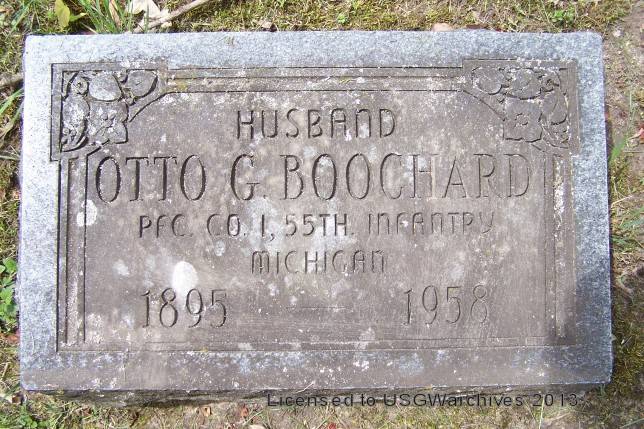 HUSBAND
OTTO G. BOOCHARD
PFC. CO. I, 55TH. INFANTRY
MICHIGAN
1895 — 1958
Licensed to USGWarchives 2013